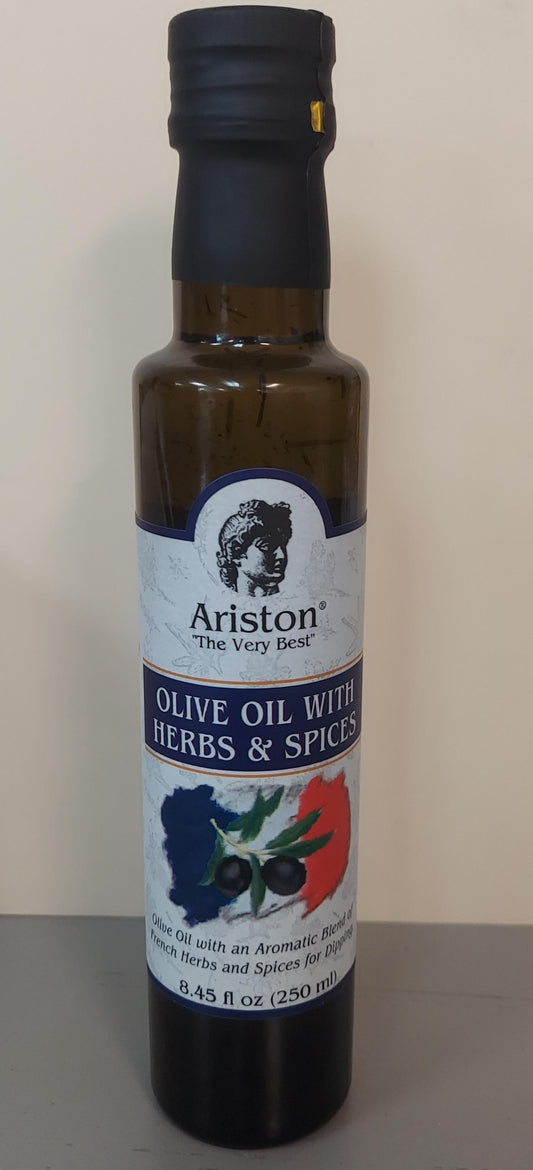 Ariston®
"The Very Best"
OLIVE OIL WITH
HERBS & SPICES
Olive Oil with an Aromatic Blend of
French Herbs and Spices for Dipping
8.45 fl oz (250 ml)